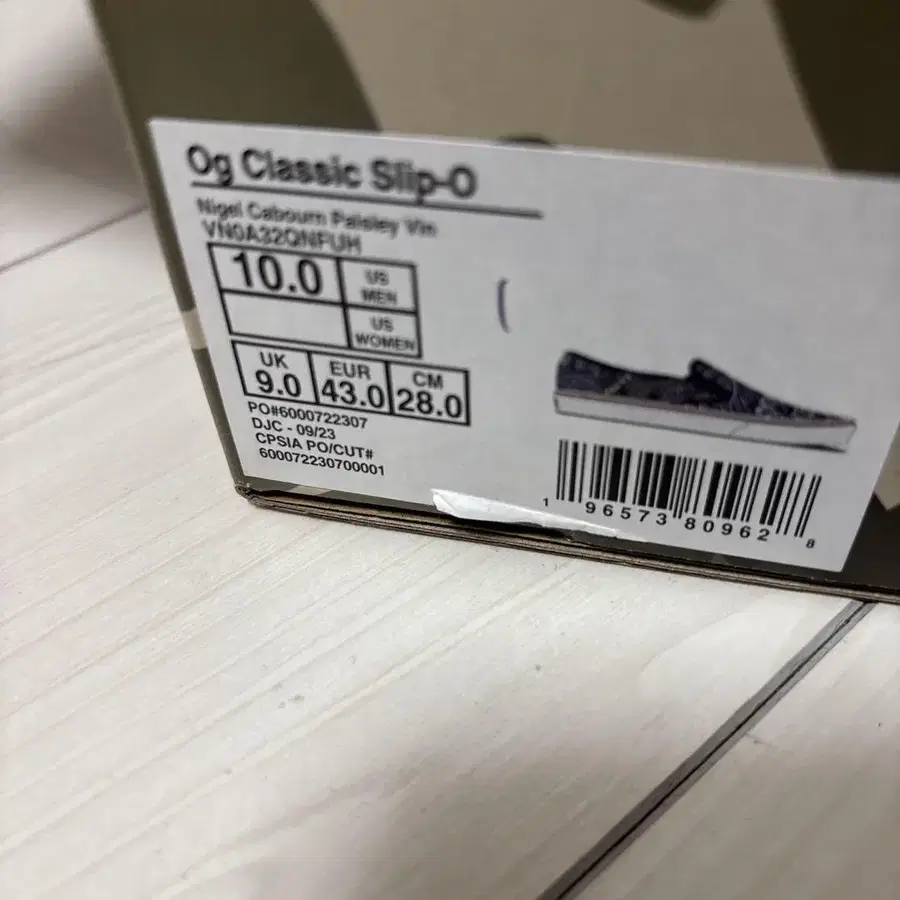 Og Classic Slip-O
Nigel Cabourn Paisley Vin
VN0A32QNFUH
10.0 US MEN
US WOMEN
UK 9.0 EUR 43.0 CM 28.0
PO#6000722307
DJC - 09/23
CPSIA PO/CUT#
600072230700001
1 96573 80962 8